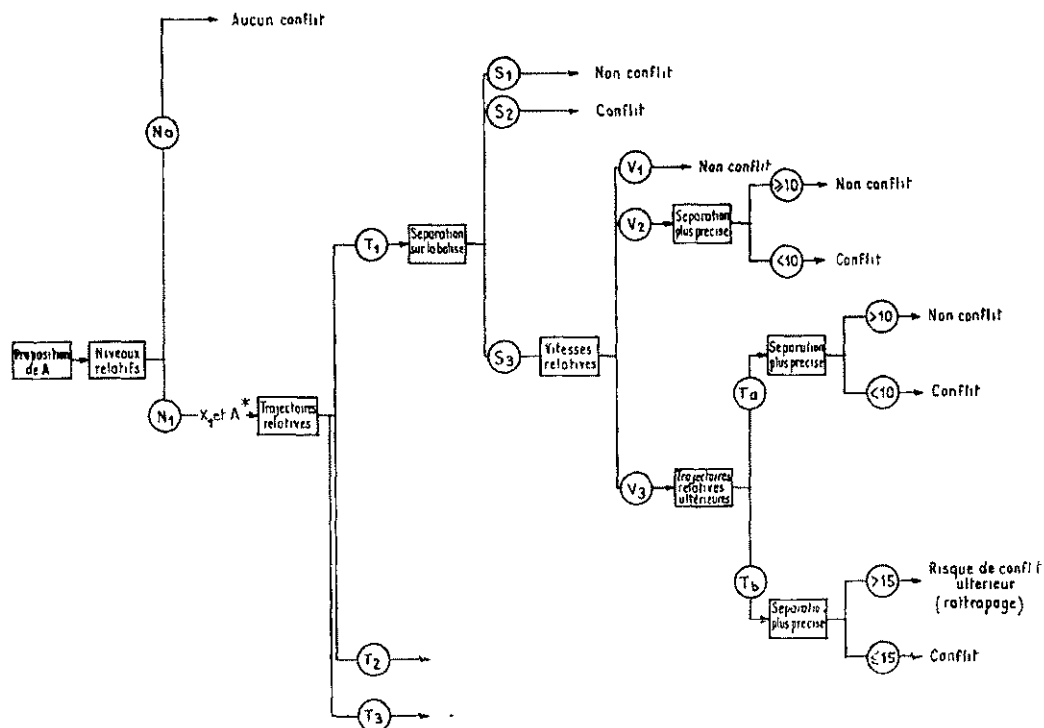 Aucun conflit
No
Proposition
de A
Niveaux
relatifs
N1
X1 et A*
Trajectoires
relatives
T1
Séparation
sur la balise
S1
Non conflit
S2
Conflit
S3
Vitesses
relatives
V1
Non conflit
V2
Séparation
plus précise
≥10
Non conflit
<10
Conflit
V3
Trajectoires
relatives
ultérieures
Ta
Séparation
plus précise
>10
Non conflit
<10
Conflit
Tb
Séparation
plus précise
>15
Risque de conflit
ultérieur
(rattrapage)
≤15
Conflit
T2
T3